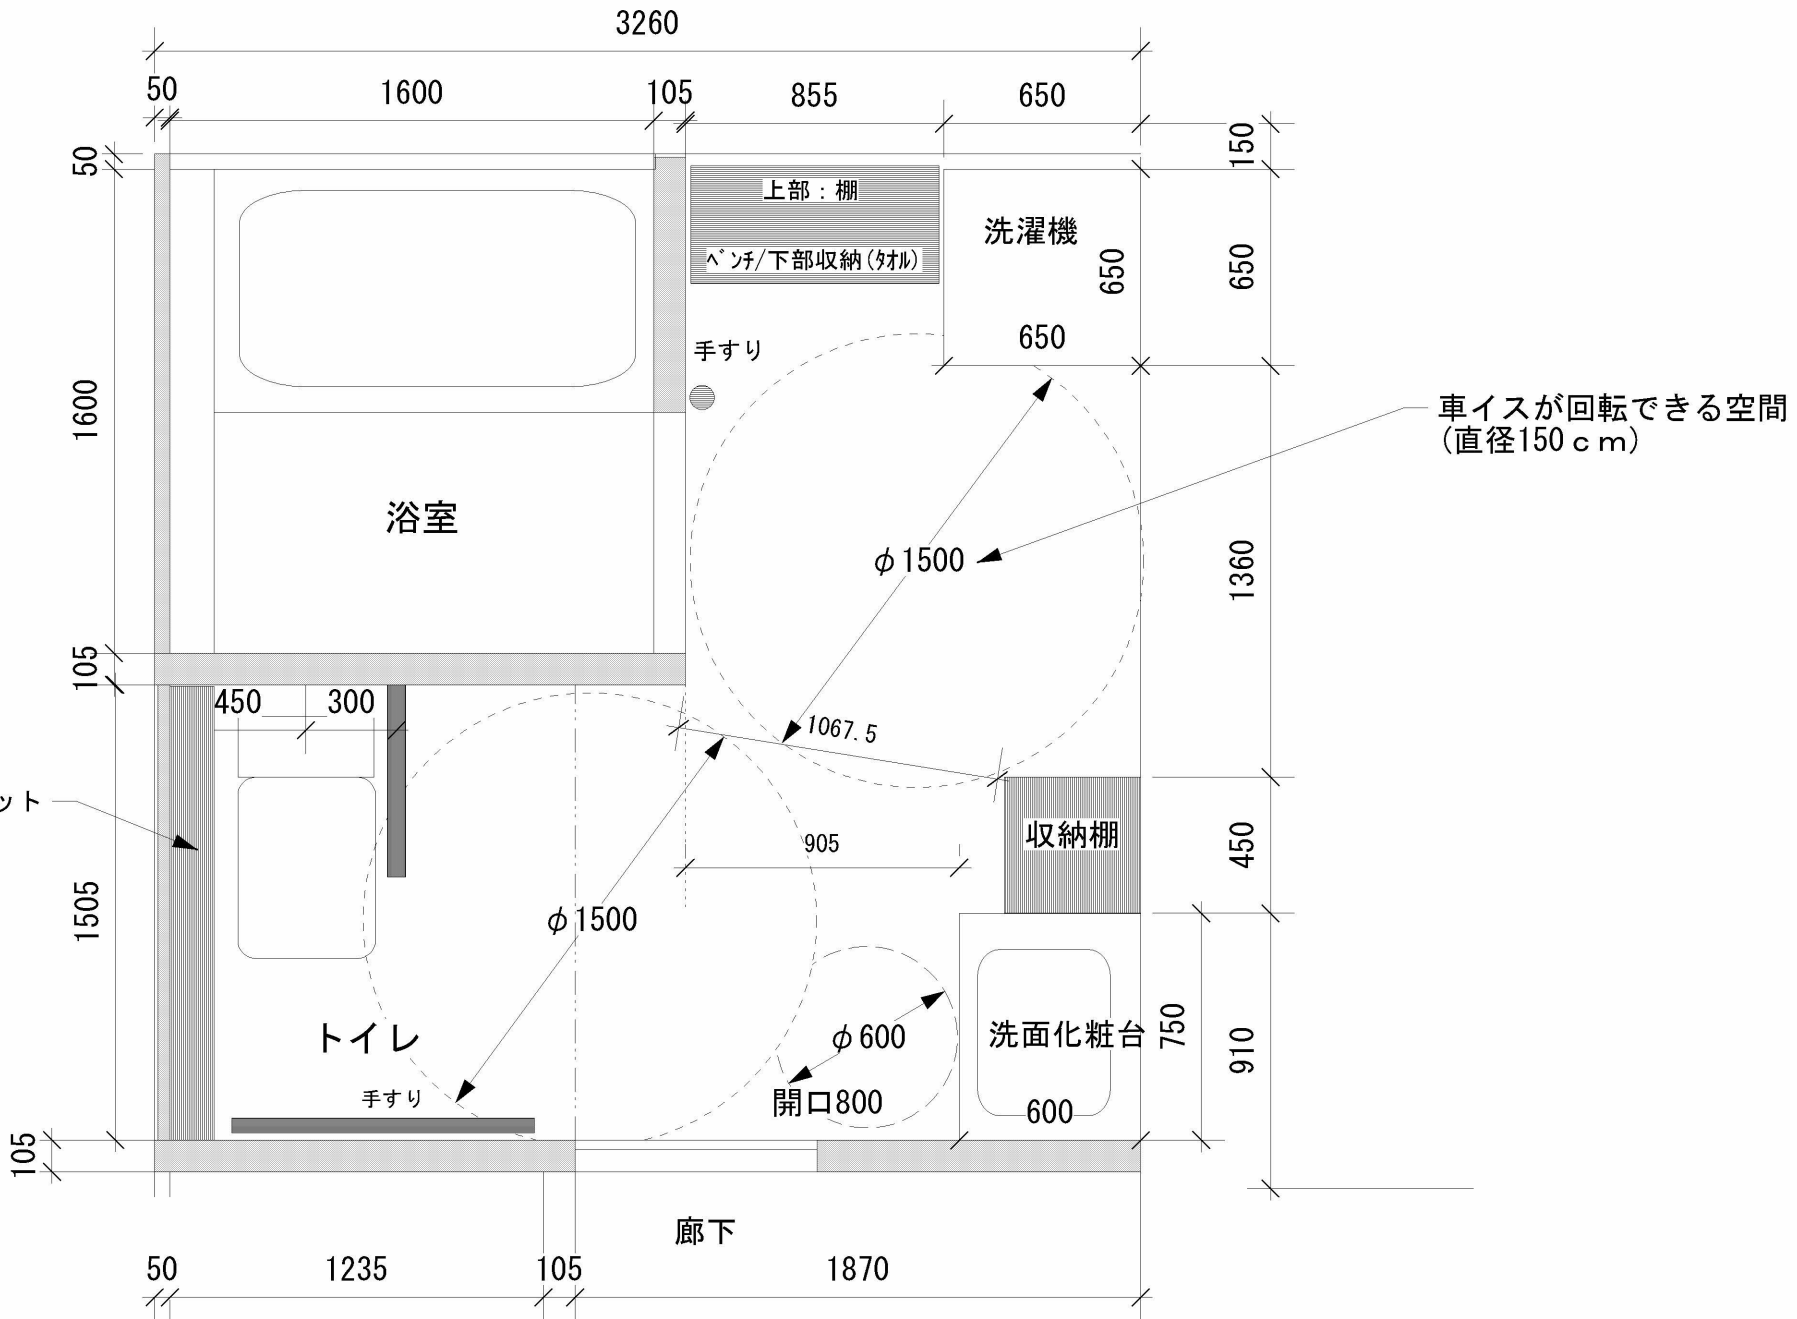 3260
50
1600
105
855
650
50
150
上部:棚
ベンチ/下部収納(タオル)
洗濯機
650
650
650
手すり
1600
車イスが回転できる空間
(直径150cm)
浴室
φ1500
1360
105
450
300
1067.5
ット
収納棚
905
450
1505
φ1500
トイレ
φ600
洗面化粧台
750
910
手すり
開口800
600
105
廊下
50
1235
105
1870